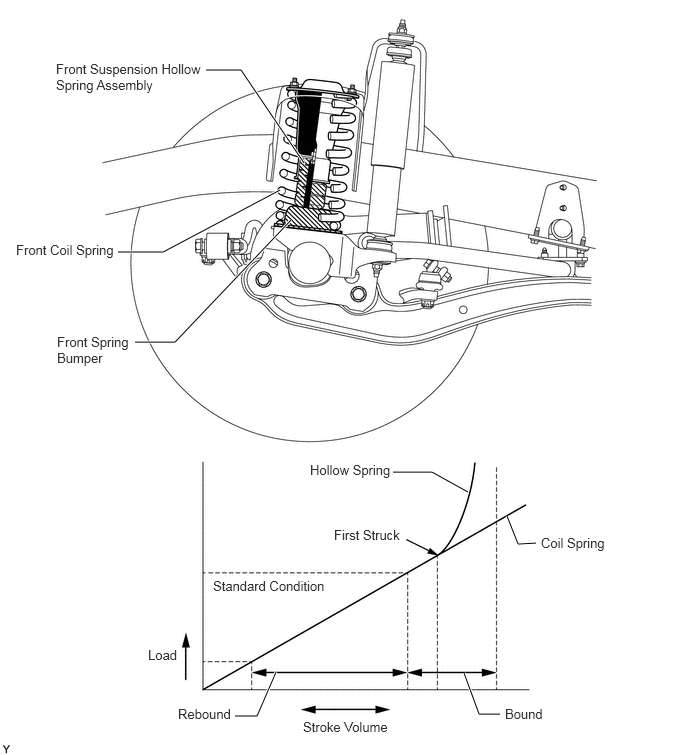 Front Suspension Hollow
Spring Assembly
Front Coil Spring
Front Spring
Bumper
Hollow Spring
First Struck
Coil Spring
Standard Condition
Load
Rebound
Bound
Stroke Volume
Y